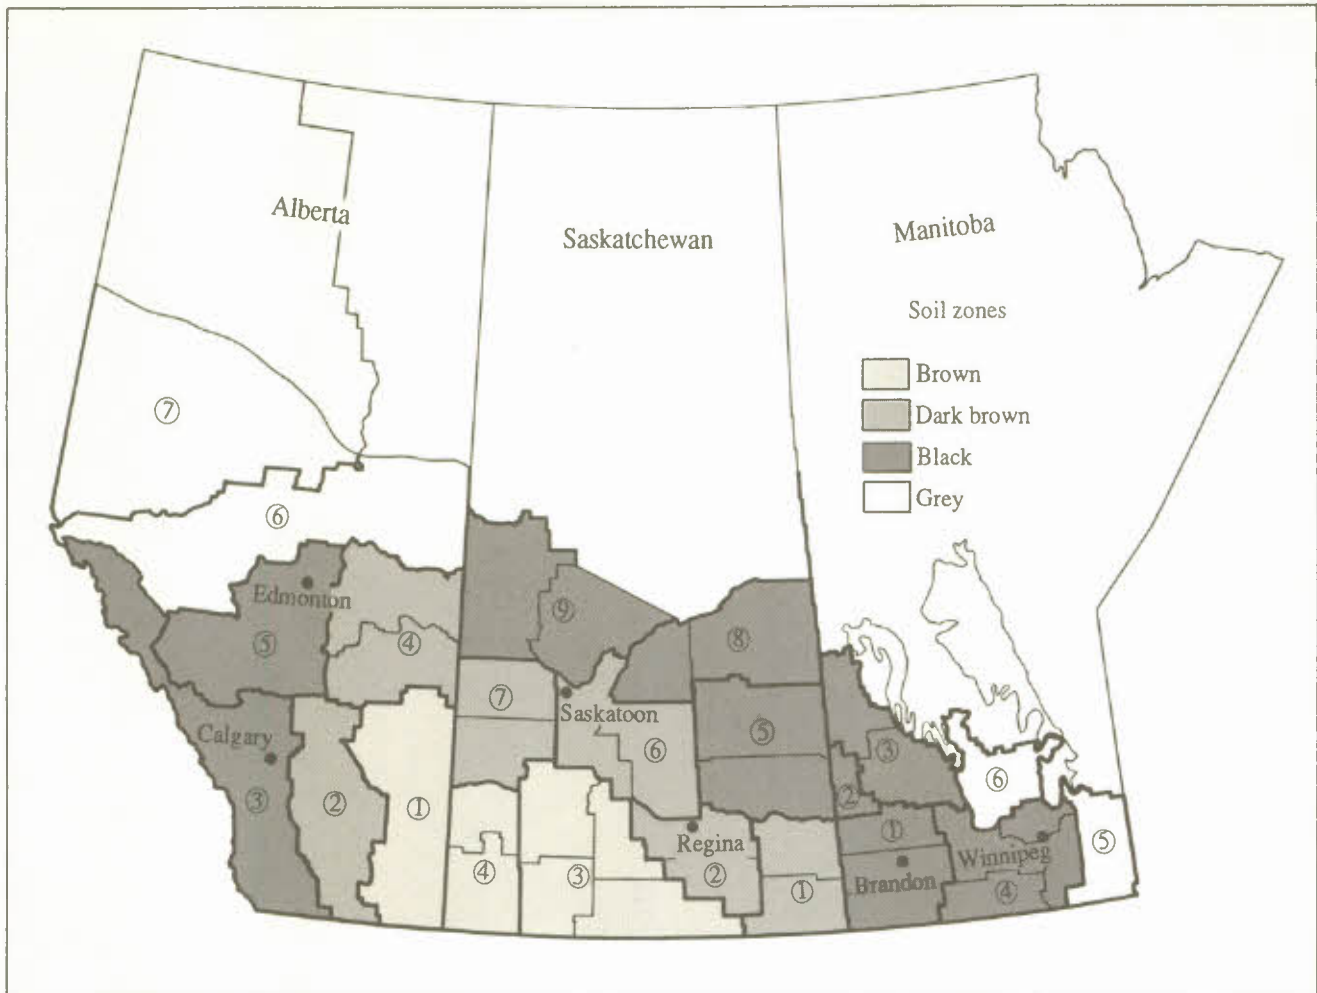 Alberta
Saskatchewan
Manitoba
Soil zones
Brown
Dark brown
Black
Grey
⑦
⑥
Edmonton
⑤
④
Calgary
③
②
①
⑨
⑧
⑦
Saskatoon
⑥
⑤
④
③
Regina
②
①
③
②
⑥
①
Brandon
Winnipeg
④
⑤